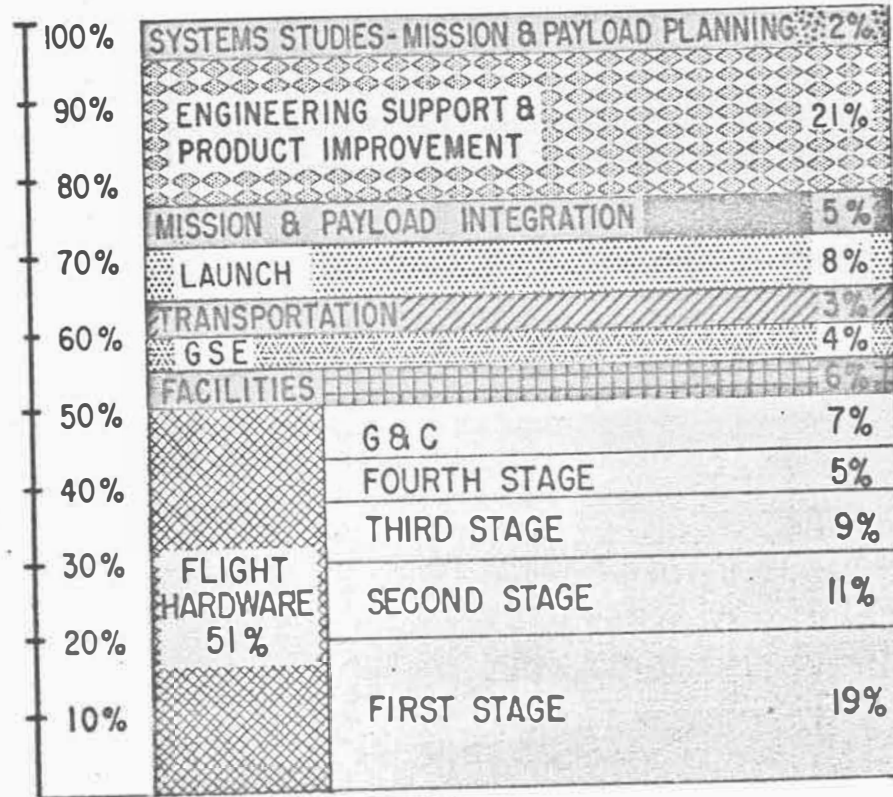 100%
SYSTEMS STUDIES-MISSION & PAYLOAD PLANNING 2%
90%
ENGINEERING SUPPORT &
PRODUCT IMPROVEMENT
21%
80%
MISSION & PAYLOAD INTEGRATION 5%
70%
LAUNCH 8%
TRANSPORTATION 3%
60%
GSE 4%
FACILITIES 6%
50%
G & C 7%
40%
FOURTH STAGE 5%
THIRD STAGE 9%
30%
FLIGHT
HARDWARE
51%
SECOND STAGE 11%
20%
FIRST STAGE 19%
10%